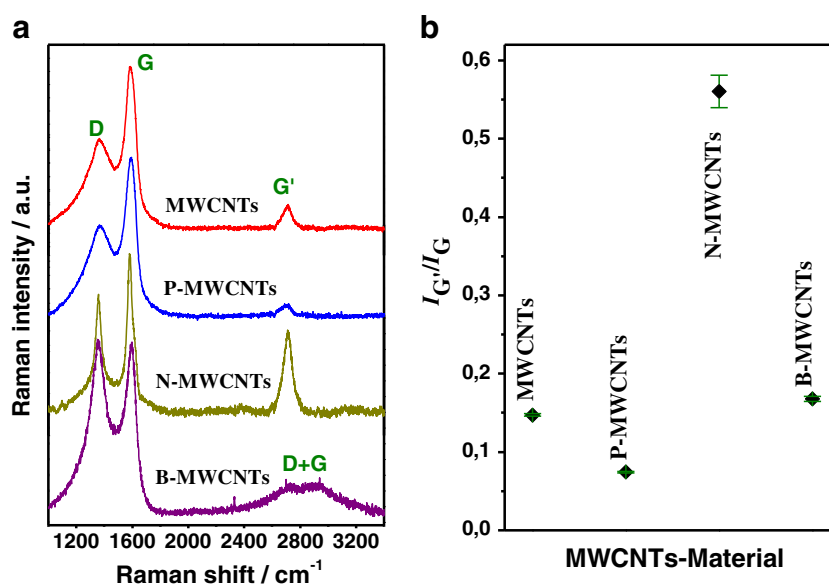 a
D
G
G'
MWCNTs
P-MWCNTs
N-MWCNTs
B-MWCNTs
D+G
Raman intensity / a.u.
1200 1600 2000 2400 2800 3200
Raman shift / cm-1
b
0,6
0,5
0,4
0,3
0,2
0,1
0,0
IG'/IG
MWCNTs
P-MWCNTs
N-MWCNTs
B-MWCNTs
MWCNTs-Material